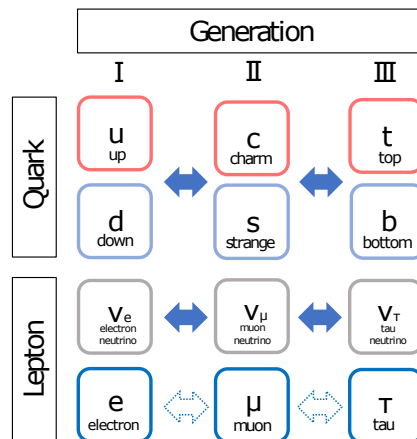 Generation
I II III
Quark
u c t
up charm top
d s b
down strange bottom
Lepton
νe νμ ντ
electron muon tau
neutrino neutrino neutrino
e μ τ
electron muon tau